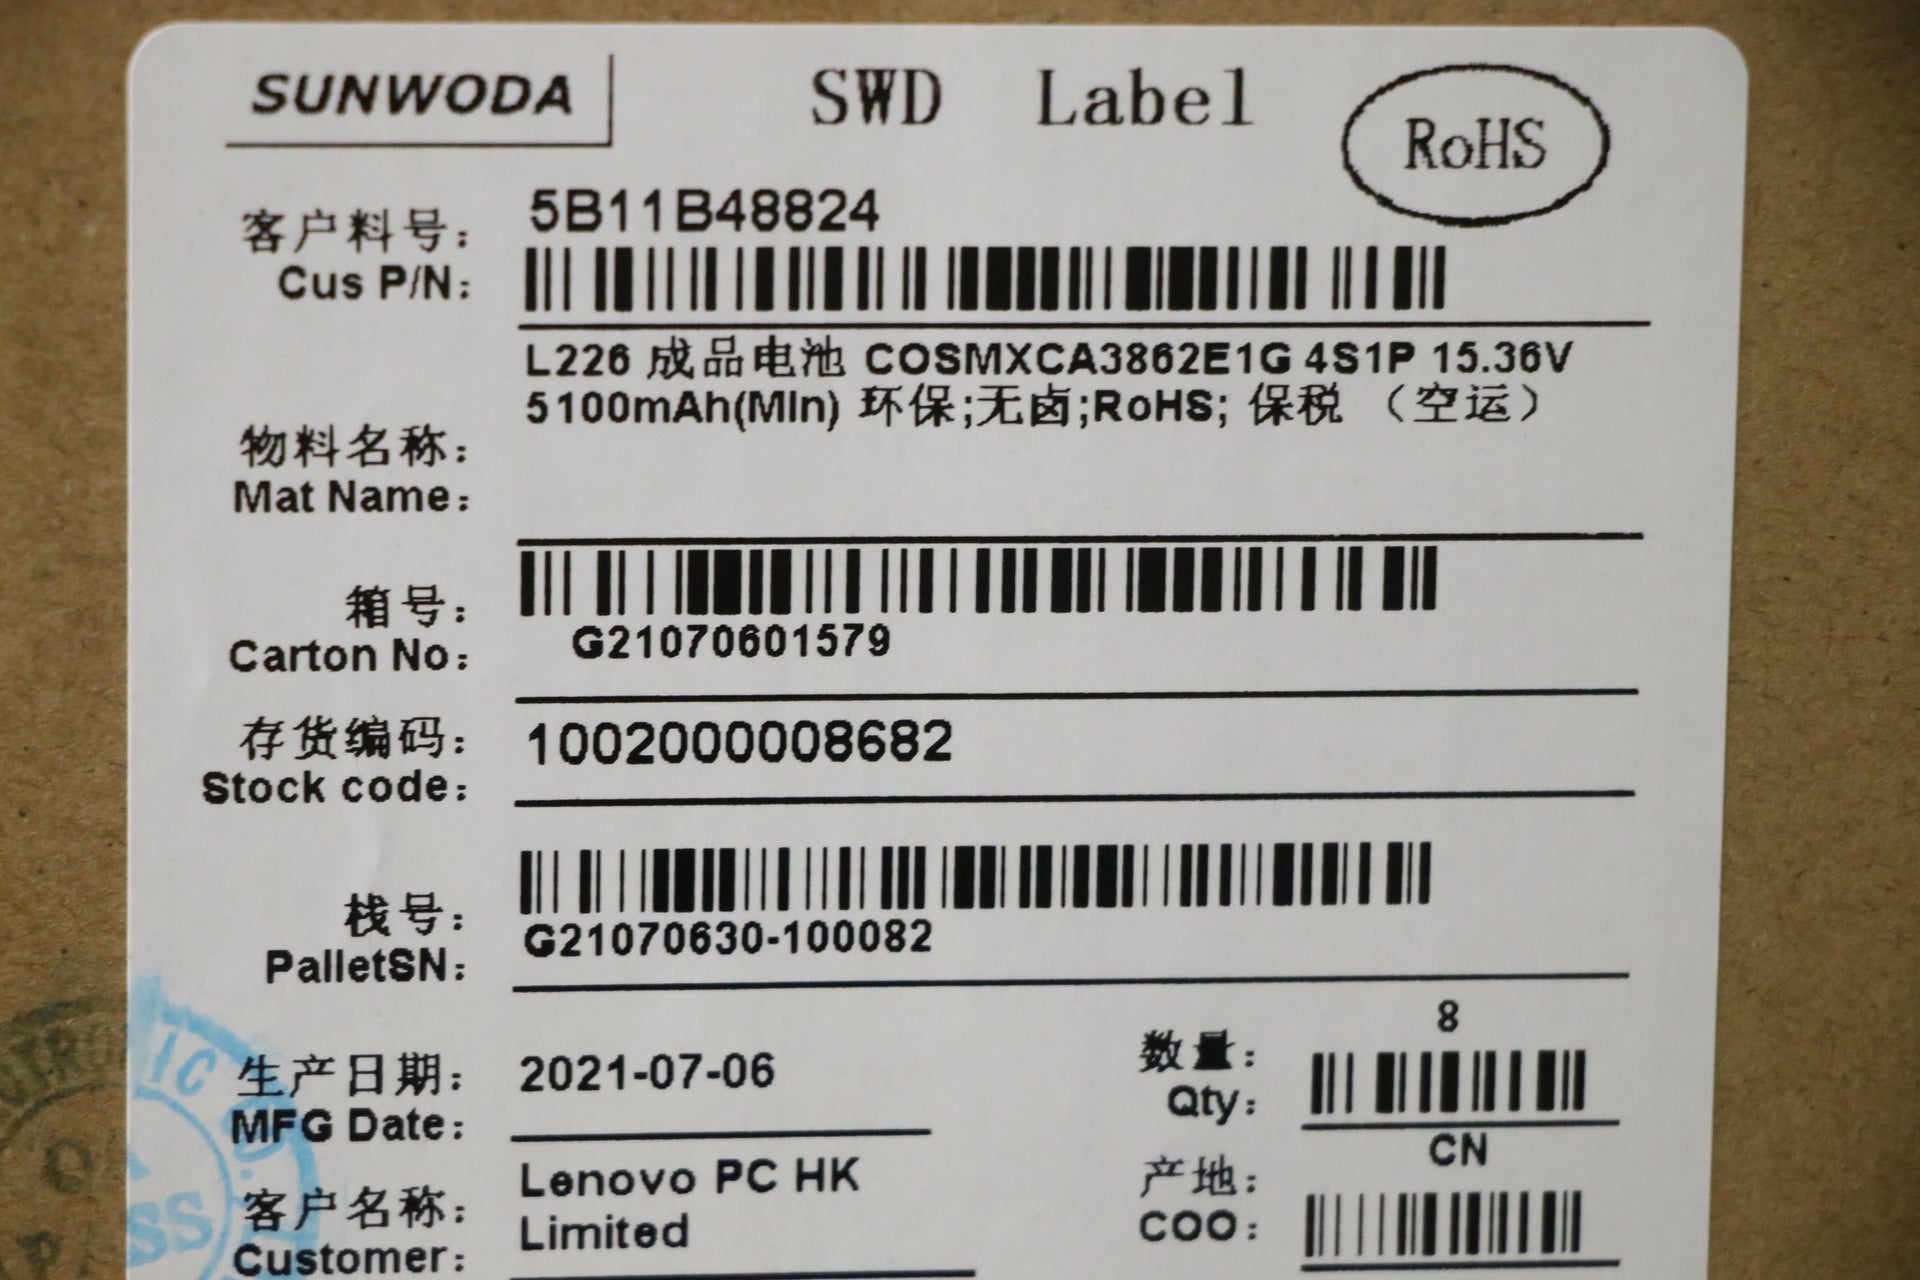 SUNWODA
SWD Label
RoHS
客户料号:
Cus P/N:
5B11B48824
L226 成品电池 COSMXCA3862E1G 4S1P 15.36V
5100mAh(MIn) 环保;无卤;RoHS; 保税 （空运）
物料名称:
Mat Name:
箱号:
Carton No:
G21070601579
存货编码:
Stock code:
1002000008682
栈号:
PalletSN:
G21070630-100082
生产日期:
MFG Date:
2021-07-06
数量:
Qty:
8
客户名称:
Customer:
Lenovo PC HK
Limited
产地:
COO:
CN
PASS